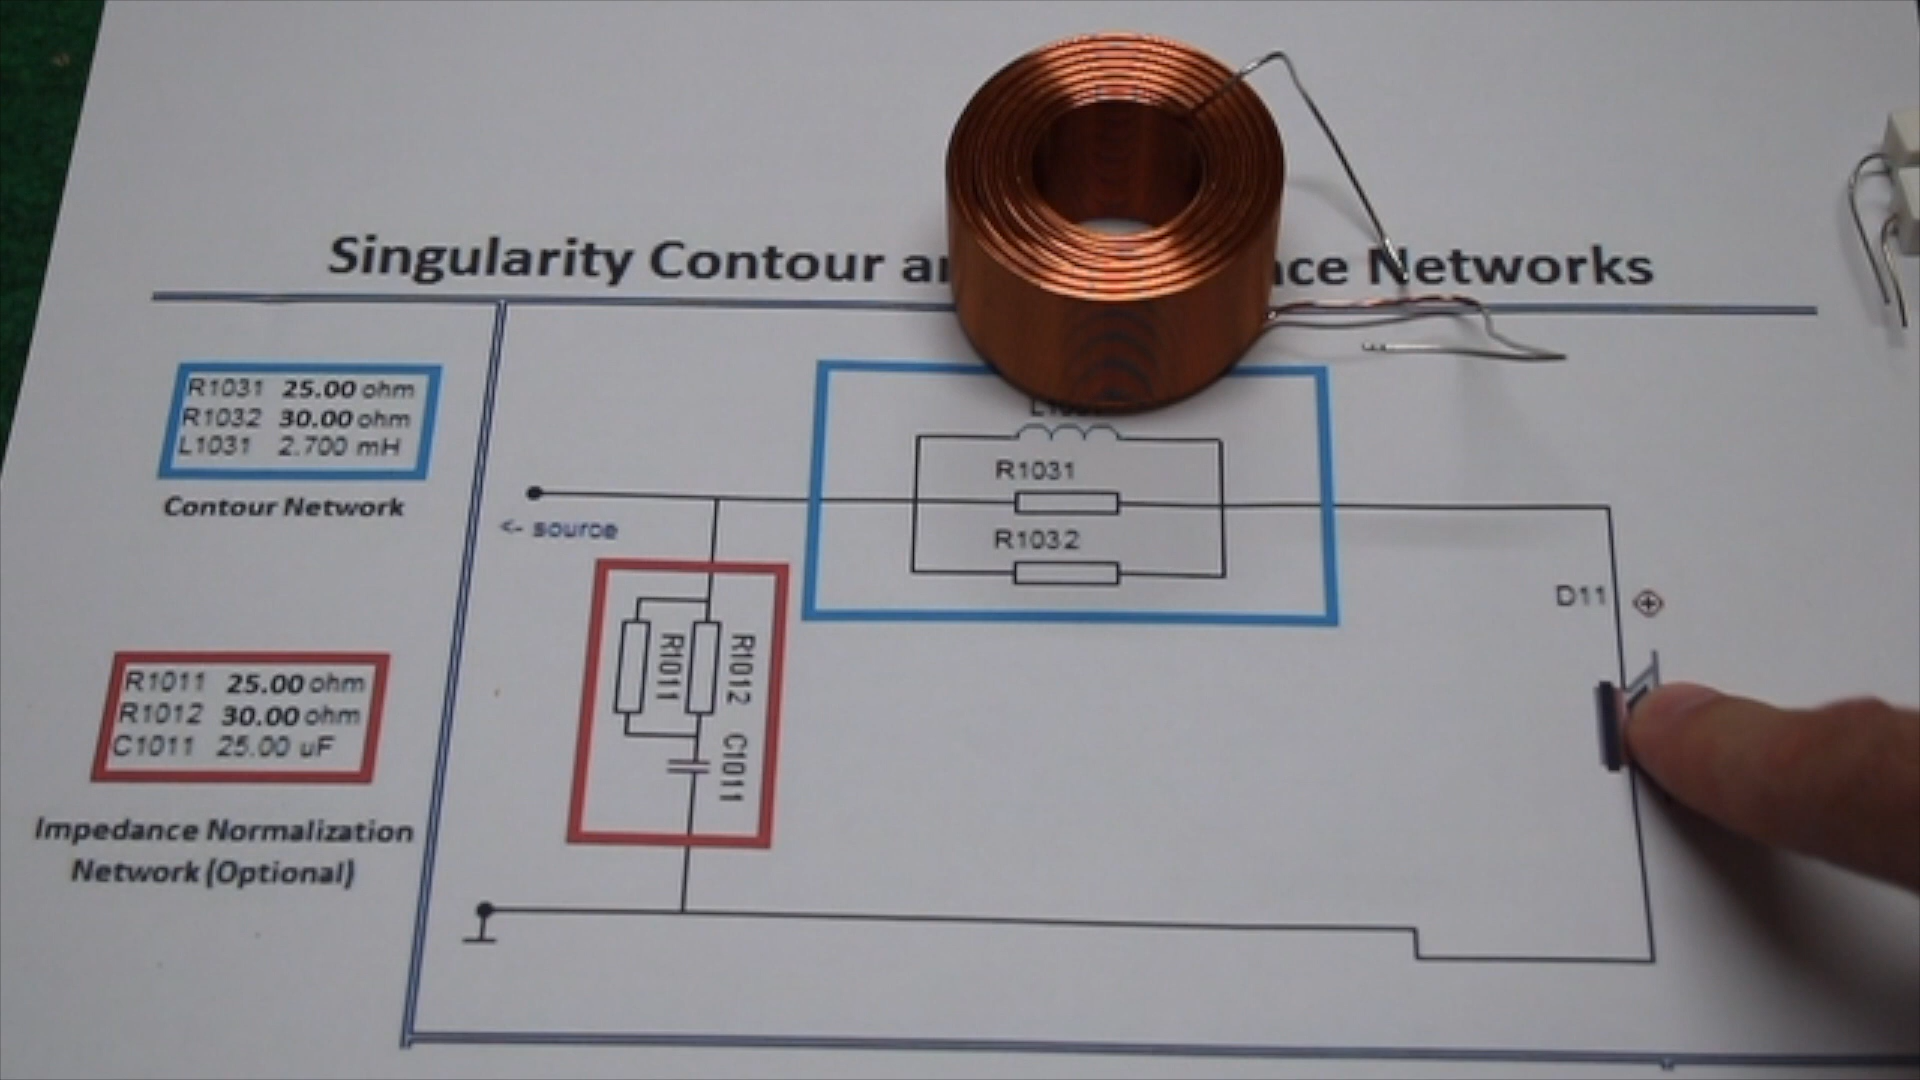 Singularity Contour a nce Networks
R1031 25.00 ohm
R1032 30.00 ohm
L1031 2.700 mH
Contour Network
R1031
<- source
R1032
D11
R1012
R1011
C1011
R1011 25.00 ohm
R1012 30.00 ohm
C1011 25.00 uF
Impedance Normalization
Network (Optional)